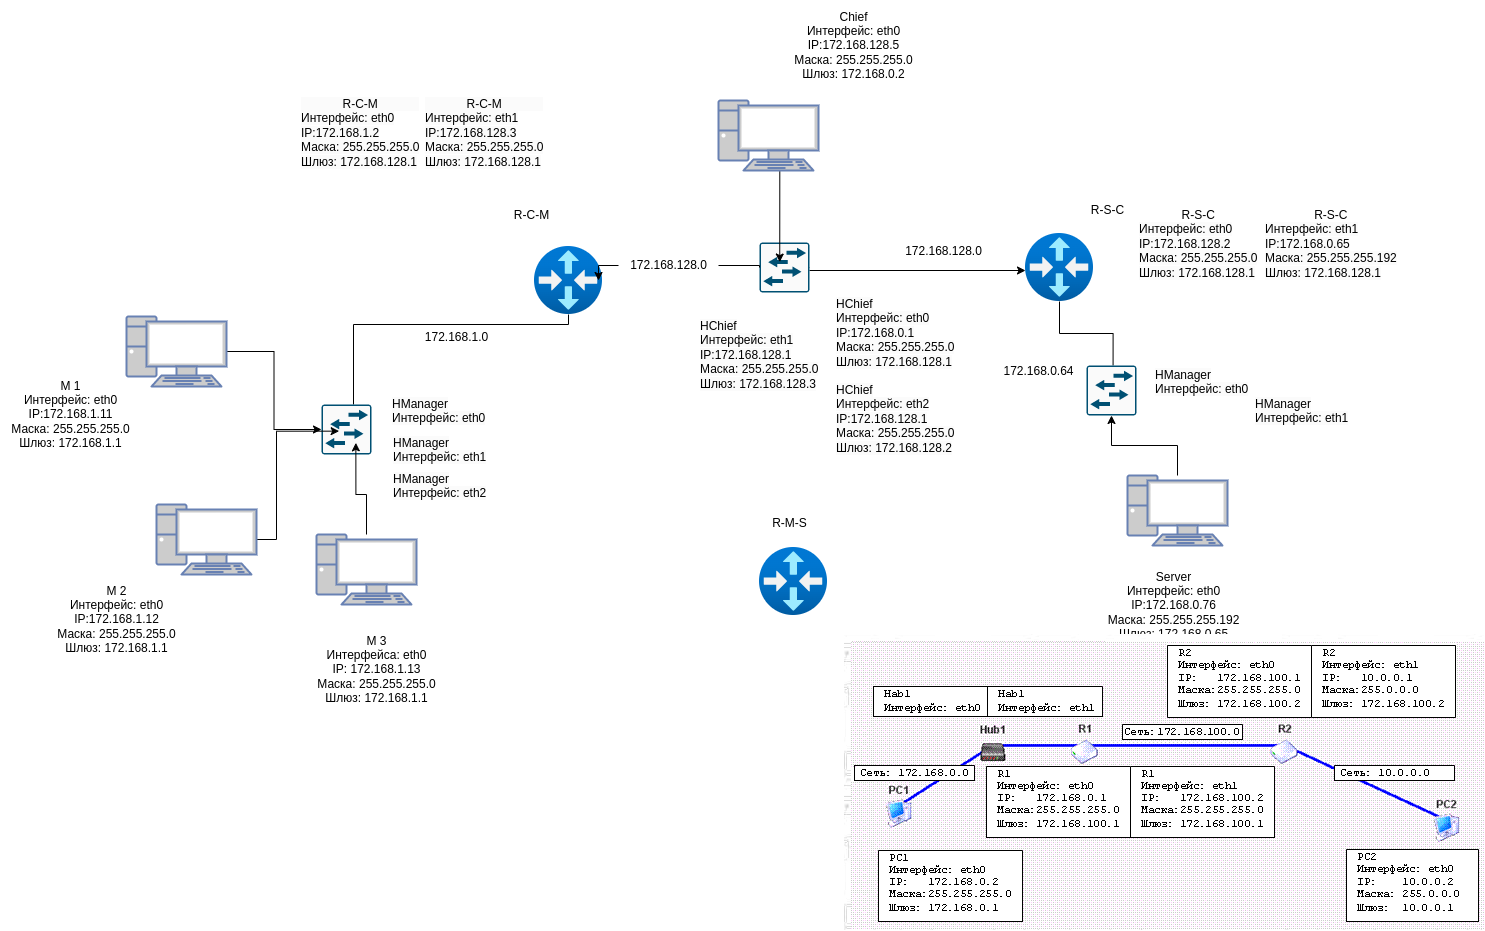 Chief
Интерфейс: eth0
IP:172.168.128.5
Маска: 255.255.255.0
Шлюз: 172.168.0.2
R-C-M
Интерфейс: eth0
IP:172.168.1.2
Маска: 255.255.255.0
Шлюз: 172.168.128.1
R-C-M
Интерфейс: eth1
IP:172.168.128.3
Маска: 255.255.255.0
Шлюз: 172.168.128.1
R-C-M
172.168.128.0
172.168.128.0
R-S-C
R-S-C
Интерфейс: eth0
IP:172.168.128.2
Маска: 255.255.255.0
Шлюз: 172.168.128.1
R-S-C
Интерфейс: eth1
IP:172.168.0.65
Маска: 255.255.255.192
Шлюз: 172.168.128.1
172.168.1.0
HChief
Интерфейс: eth1
IP:172.168.128.1
Маска: 255.255.255.0
Шлюз: 172.168.128.3
HChief
Интерфейс: eth0
IP:172.168.0.1
Маска: 255.255.255.0
Шлюз: 172.168.128.1
HChief
Интерфейс: eth2
IP:172.168.128.1
Маска: 255.255.255.0
Шлюз: 172.168.128.2
172.168.0.64
HManager
Интерфейс: eth0
HManager
Интерфейс: eth1
M 1
Интерфейс: eth0
IP:172.168.1.11
Маска: 255.255.255.0
Шлюз: 172.168.1.1
HManager
Интерфейс: eth0
HManager
Интерфейс: eth1
HManager
Интерфейс: eth2
M 2
Интерфейс: eth0
IP:172.168.1.12
Маска: 255.255.255.0
Шлюз: 172.168.1.1
M 3
Интерфейса: eth0
IP: 172.168.1.13
Маска: 255.255.255.0
Шлюз: 172.168.1.1
R-M-S
Server
Интерфейс: eth0
IP:172.168.0.76
Маска: 255.255.255.192
Шлюз: 172.168.0.65
R2
Интерфейс: eth0
IP: 172.168.100.1
Маска:255.255.255.0
Шлюз: 172.168.100.2
R2
Интерфейс: eth1
IP: 10.0.0.1
Маска:255.0.0.0
Шлюз: 172.168.100.2
Hab1
Интерфейс: eth0
Hab1
Интерфейс: eth1
Hub1
R1
Сеть: 172.168.100.0
R2
Сеть: 172.168.0.0
Сеть: 10.0.0.0
PC1
R1
Интерфейс: eth0
IP: 172.168.0.1
Маска:255.255.255.0
Шлюз: 172.168.100.1
R1
Интерфейс: eth1
IP: 172.168.100.2
Маска:255.255.255.0
Шлюз: 172.168.100.1
PC2
PC1
Интерфейс: eth0
IP: 172.168.0.2
Маска:255.255.255.0
Шлюз: 172.168.0.1
PC2
Интерфейс: eth0
IP: 10.0.0.2
Маска: 255.0.0.0
Шлюз: 10.0.0.1